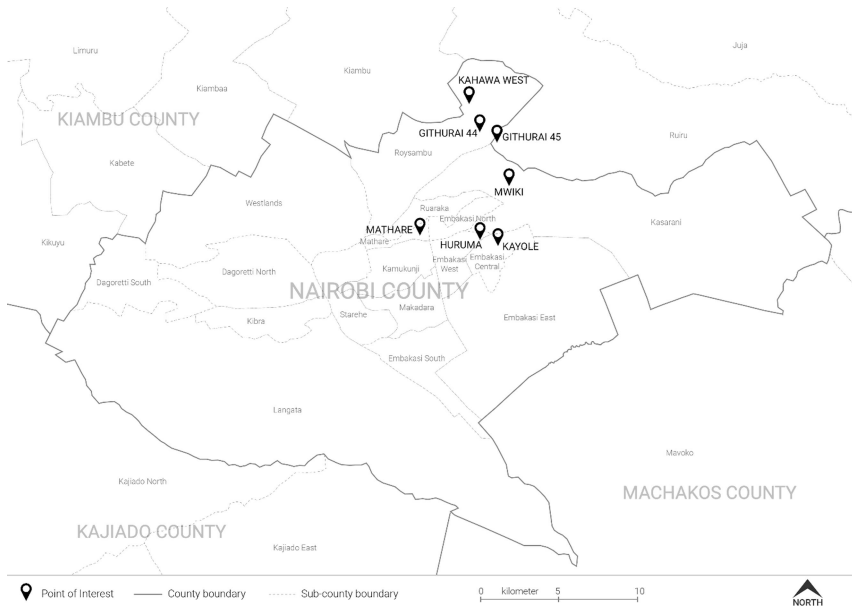 Juja
Limuru
Kiambu
KAHAWA WEST
Kiambaa
KIAMBU COUNTY
GITHURAI 44
GITHURAI 45
Ruiru
Roysambu
Kabete
MWIKI
Westlands
Ruaraka
Embakasi North
Kasarani
MATHARE
Mathare
HURUMA
KAYOLE
Kikuyu
Embakasi
West
Embakasi
Central
Kamukunji
Dagoretti North
Dagoretti South
NAIROBI COUNTY
Makadara
Starehe
Kibra
Embakasi East
Embakasi South
Langata
Mavoko
Kajiado North
MACHAKOS COUNTY
KAJIADO COUNTY
Kajiado East
Point of Interest
County boundary
Sub-county boundary
0 kilometer 5 10
NORTH